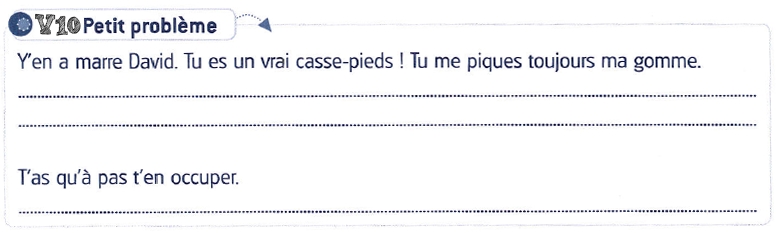 V10 Petit problème
Y'en a marre David. Tu es un vrai casse-pieds ! Tu me piques toujours ma gomme.
T'as qu'à pas t'en occuper.